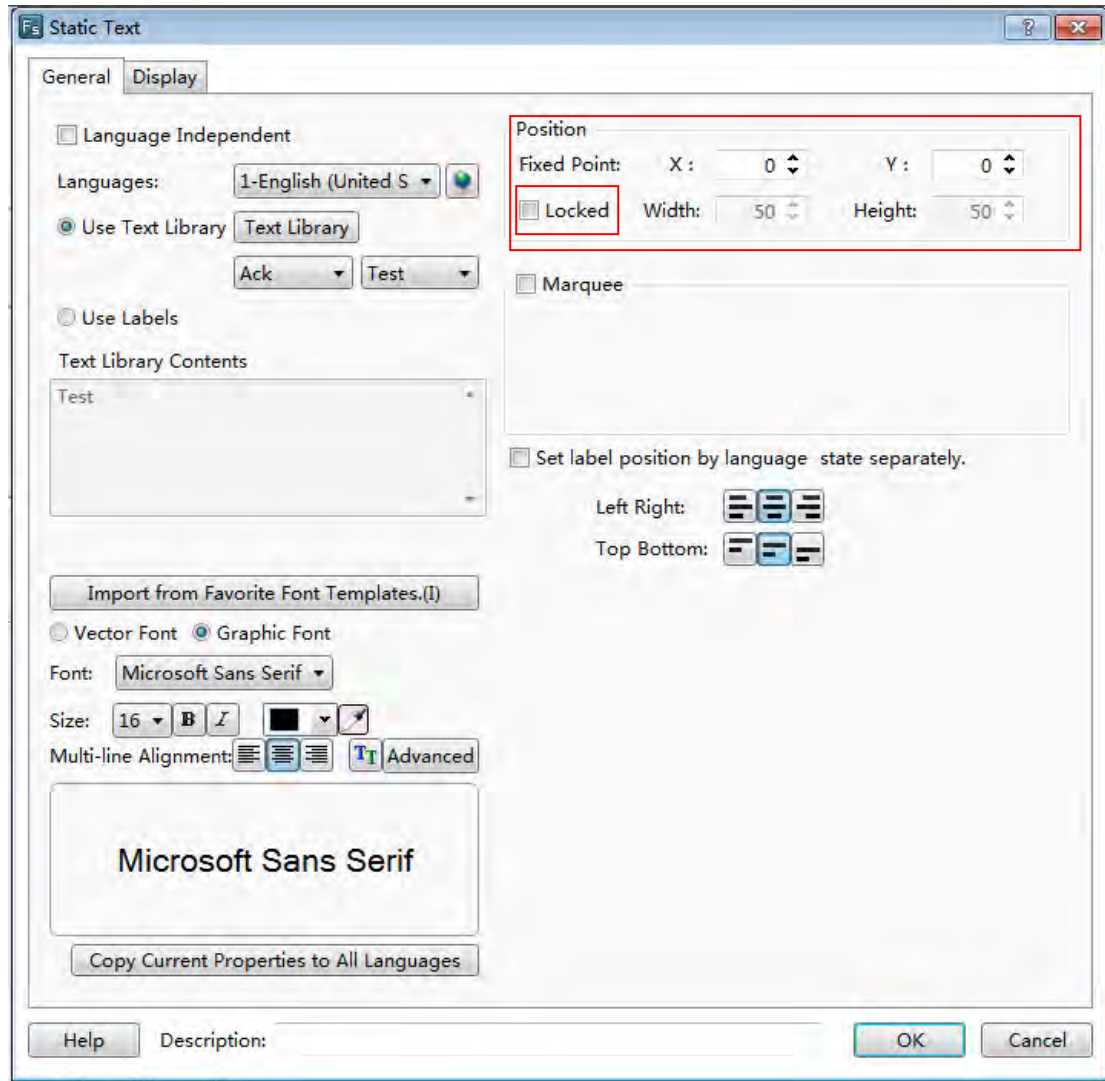 Fs Static Text
General Display
Language Independent
Languages: 1-English (United S
Use Text Library Text Library
Ack Test
Use Labels
Text Library Contents
Test
Import from Favorite Font Templates.(I)
Vector Font Graphic Font
Font: Microsoft Sans Serif
Size: 16 B I
Multi-line Alignment: TT Advanced
Microsoft Sans Serif
Copy Current Properties to All Languages
Position
Fixed Point: X : 0 Y : 0
Locked Width: 50 Height: 50
Marquee
Set label position by language state separately.
Left Right:
Top Bottom:
Help Description: OK Cancel